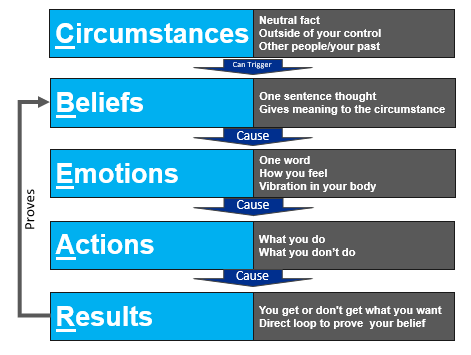 Circumstances
Neutral fact
Outside of your control
Other people/your past
Can Trigger
Beliefs
One sentence thought
Gives meaning to the circumstance
Cause
Emotions
One word
How you feel
Vibration in your body
Cause
Actions
What you do
What you don't do
Cause
Results
You get or don't get what you want
Direct loop to prove your belief
Proves